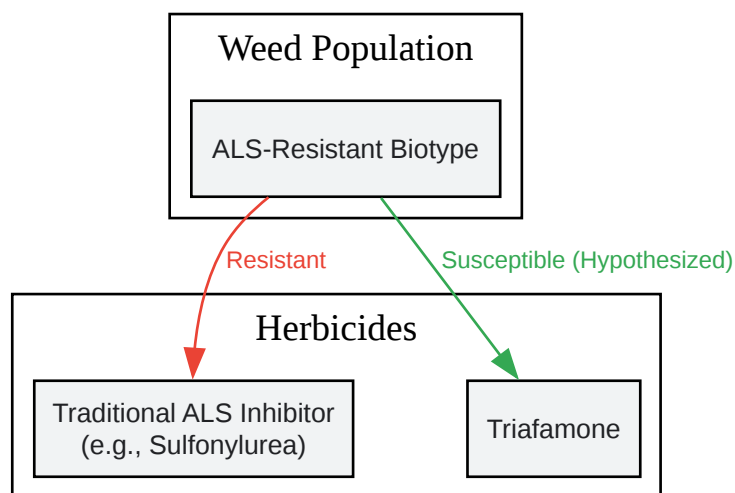 Weed Population
ALS-Resistant Biotype
Resistant
Susceptible (Hypothesized)
Herbicides
Traditional ALS Inhibitor
(e.g., Sulfonylurea)
Triafamone